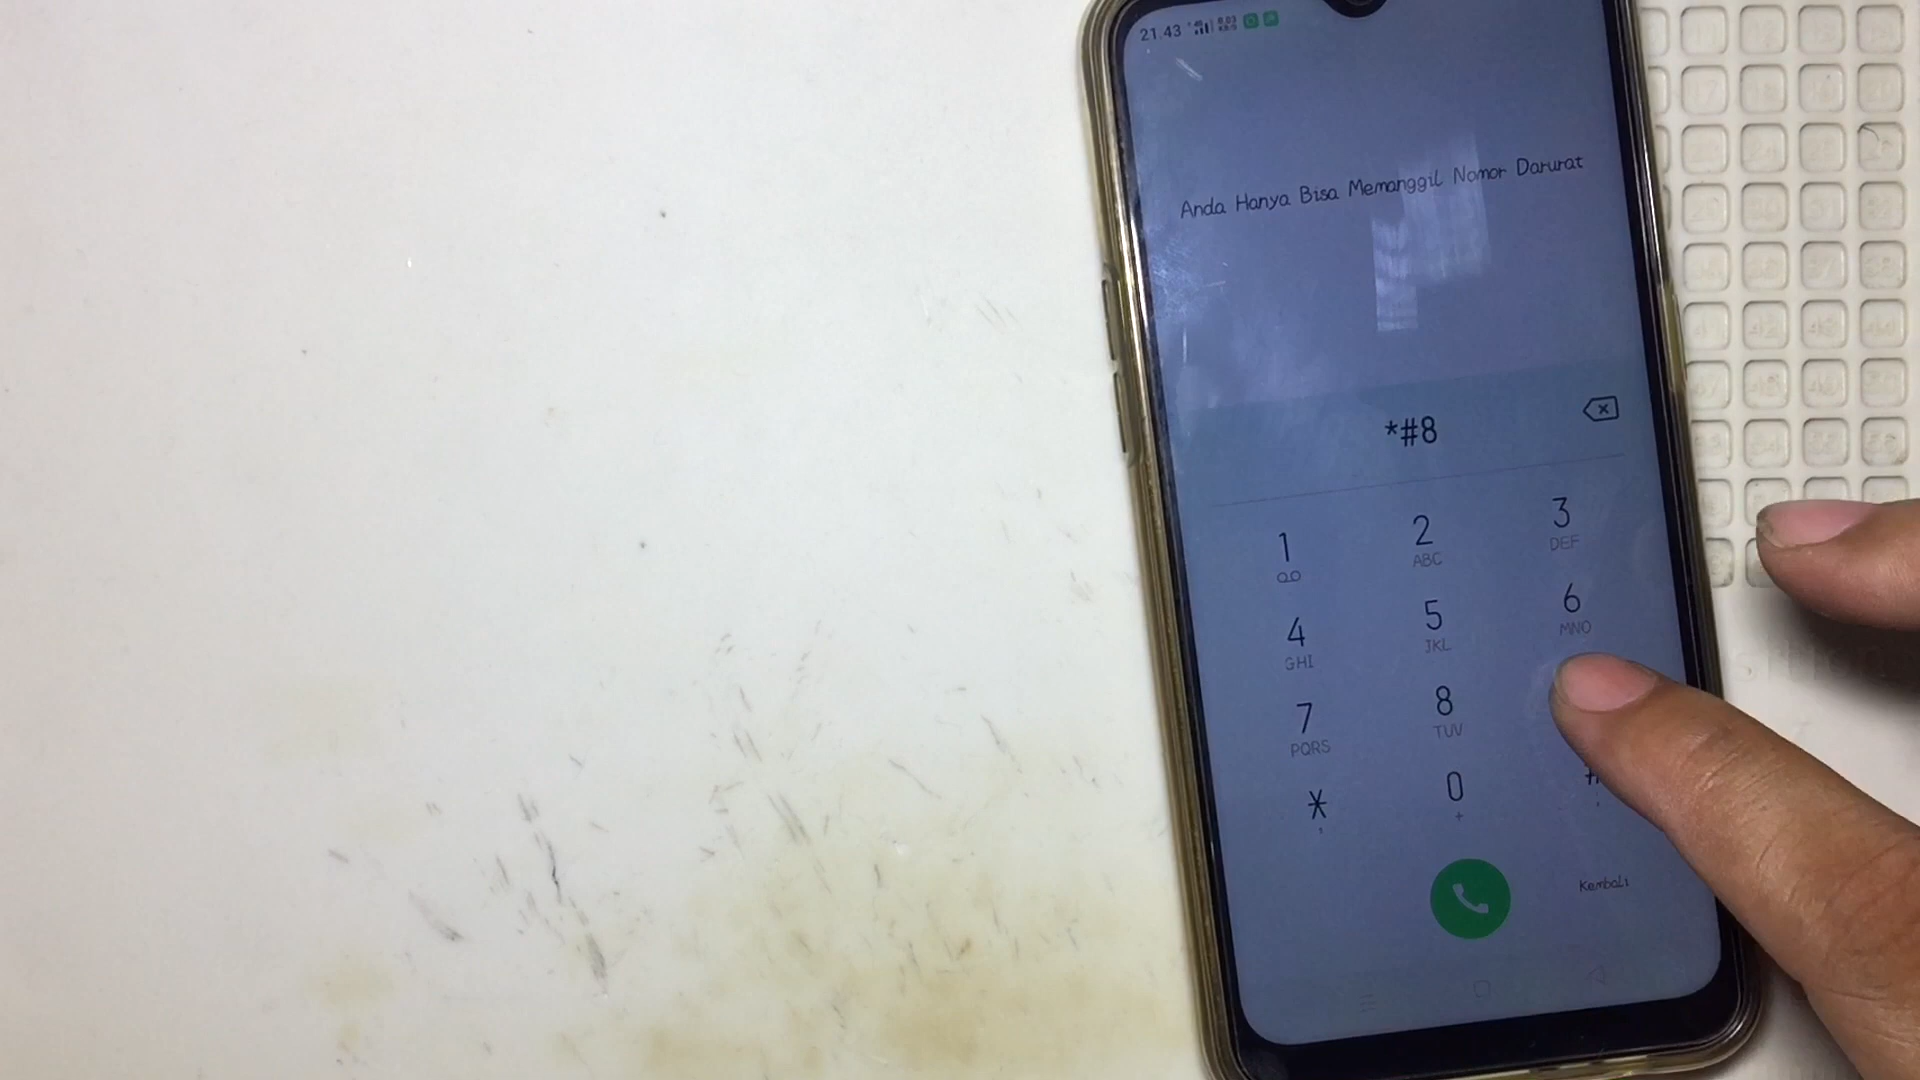 21.43
Anda Hanya Bisa Memanggil Nomor Darurat
*#8
1 2 3
ABC DEF
4 5 6
GHI JKL MNO
7 8
PQRS TUV
* 0 #
+
Kembali